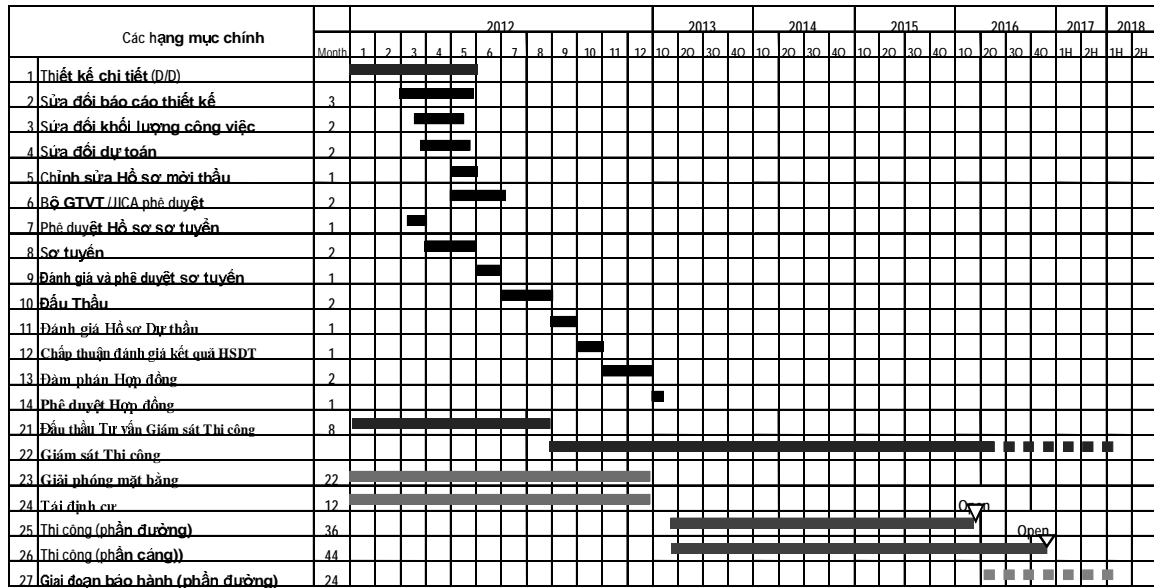 Các hạng mục chính 2012 2013 2014 2015 2016 2017 2018
Month 1 2 3 4 5 6 7 8 9 10 11 12 1Q 2Q 3Q 4Q 1Q 2Q 3Q 4Q 1Q 2Q 3Q 4Q 1Q 2Q 3Q 4Q 1H 2H 1H 2H
1 Thiết kế chi tiết (D/D)
2 Sửa đổi báo cáo thiết kế 3
3 Sửa đổi khối lượng công việc 2
4 Sửa đổi dự toán 2
5 Chỉnh sửa Hồ sơ mời thầu 1
6 Bộ GTVT /JICA phê duyệt 2
7 Phê duyệt Hồ sơ sơ tuyển 1
8 Sơ tuyển 2
9 Đánh giá và phê duyệt sơ tuyển 1
10 Đấu Thầu 2
11 Đánh giá Hồ sơ Dự thầu 1
12 Chấp thuận đánh giá kết quả HSDT 1
13 Đàm phán Hợp đồng 2
14 Phê duyệt Hợp đồng 1
21 Đấu thầu Tư vấn Giám sát Thi công 8
22 Giám sát Thi công
23 Giải phóng mặt bằng 22
24 Tái định cư 12
Open
25 Thi công (phần đường) 36
Open
26 Thi công (phần cảng)) 44
27 Giai đoạn bảo hành (phần đường) 24